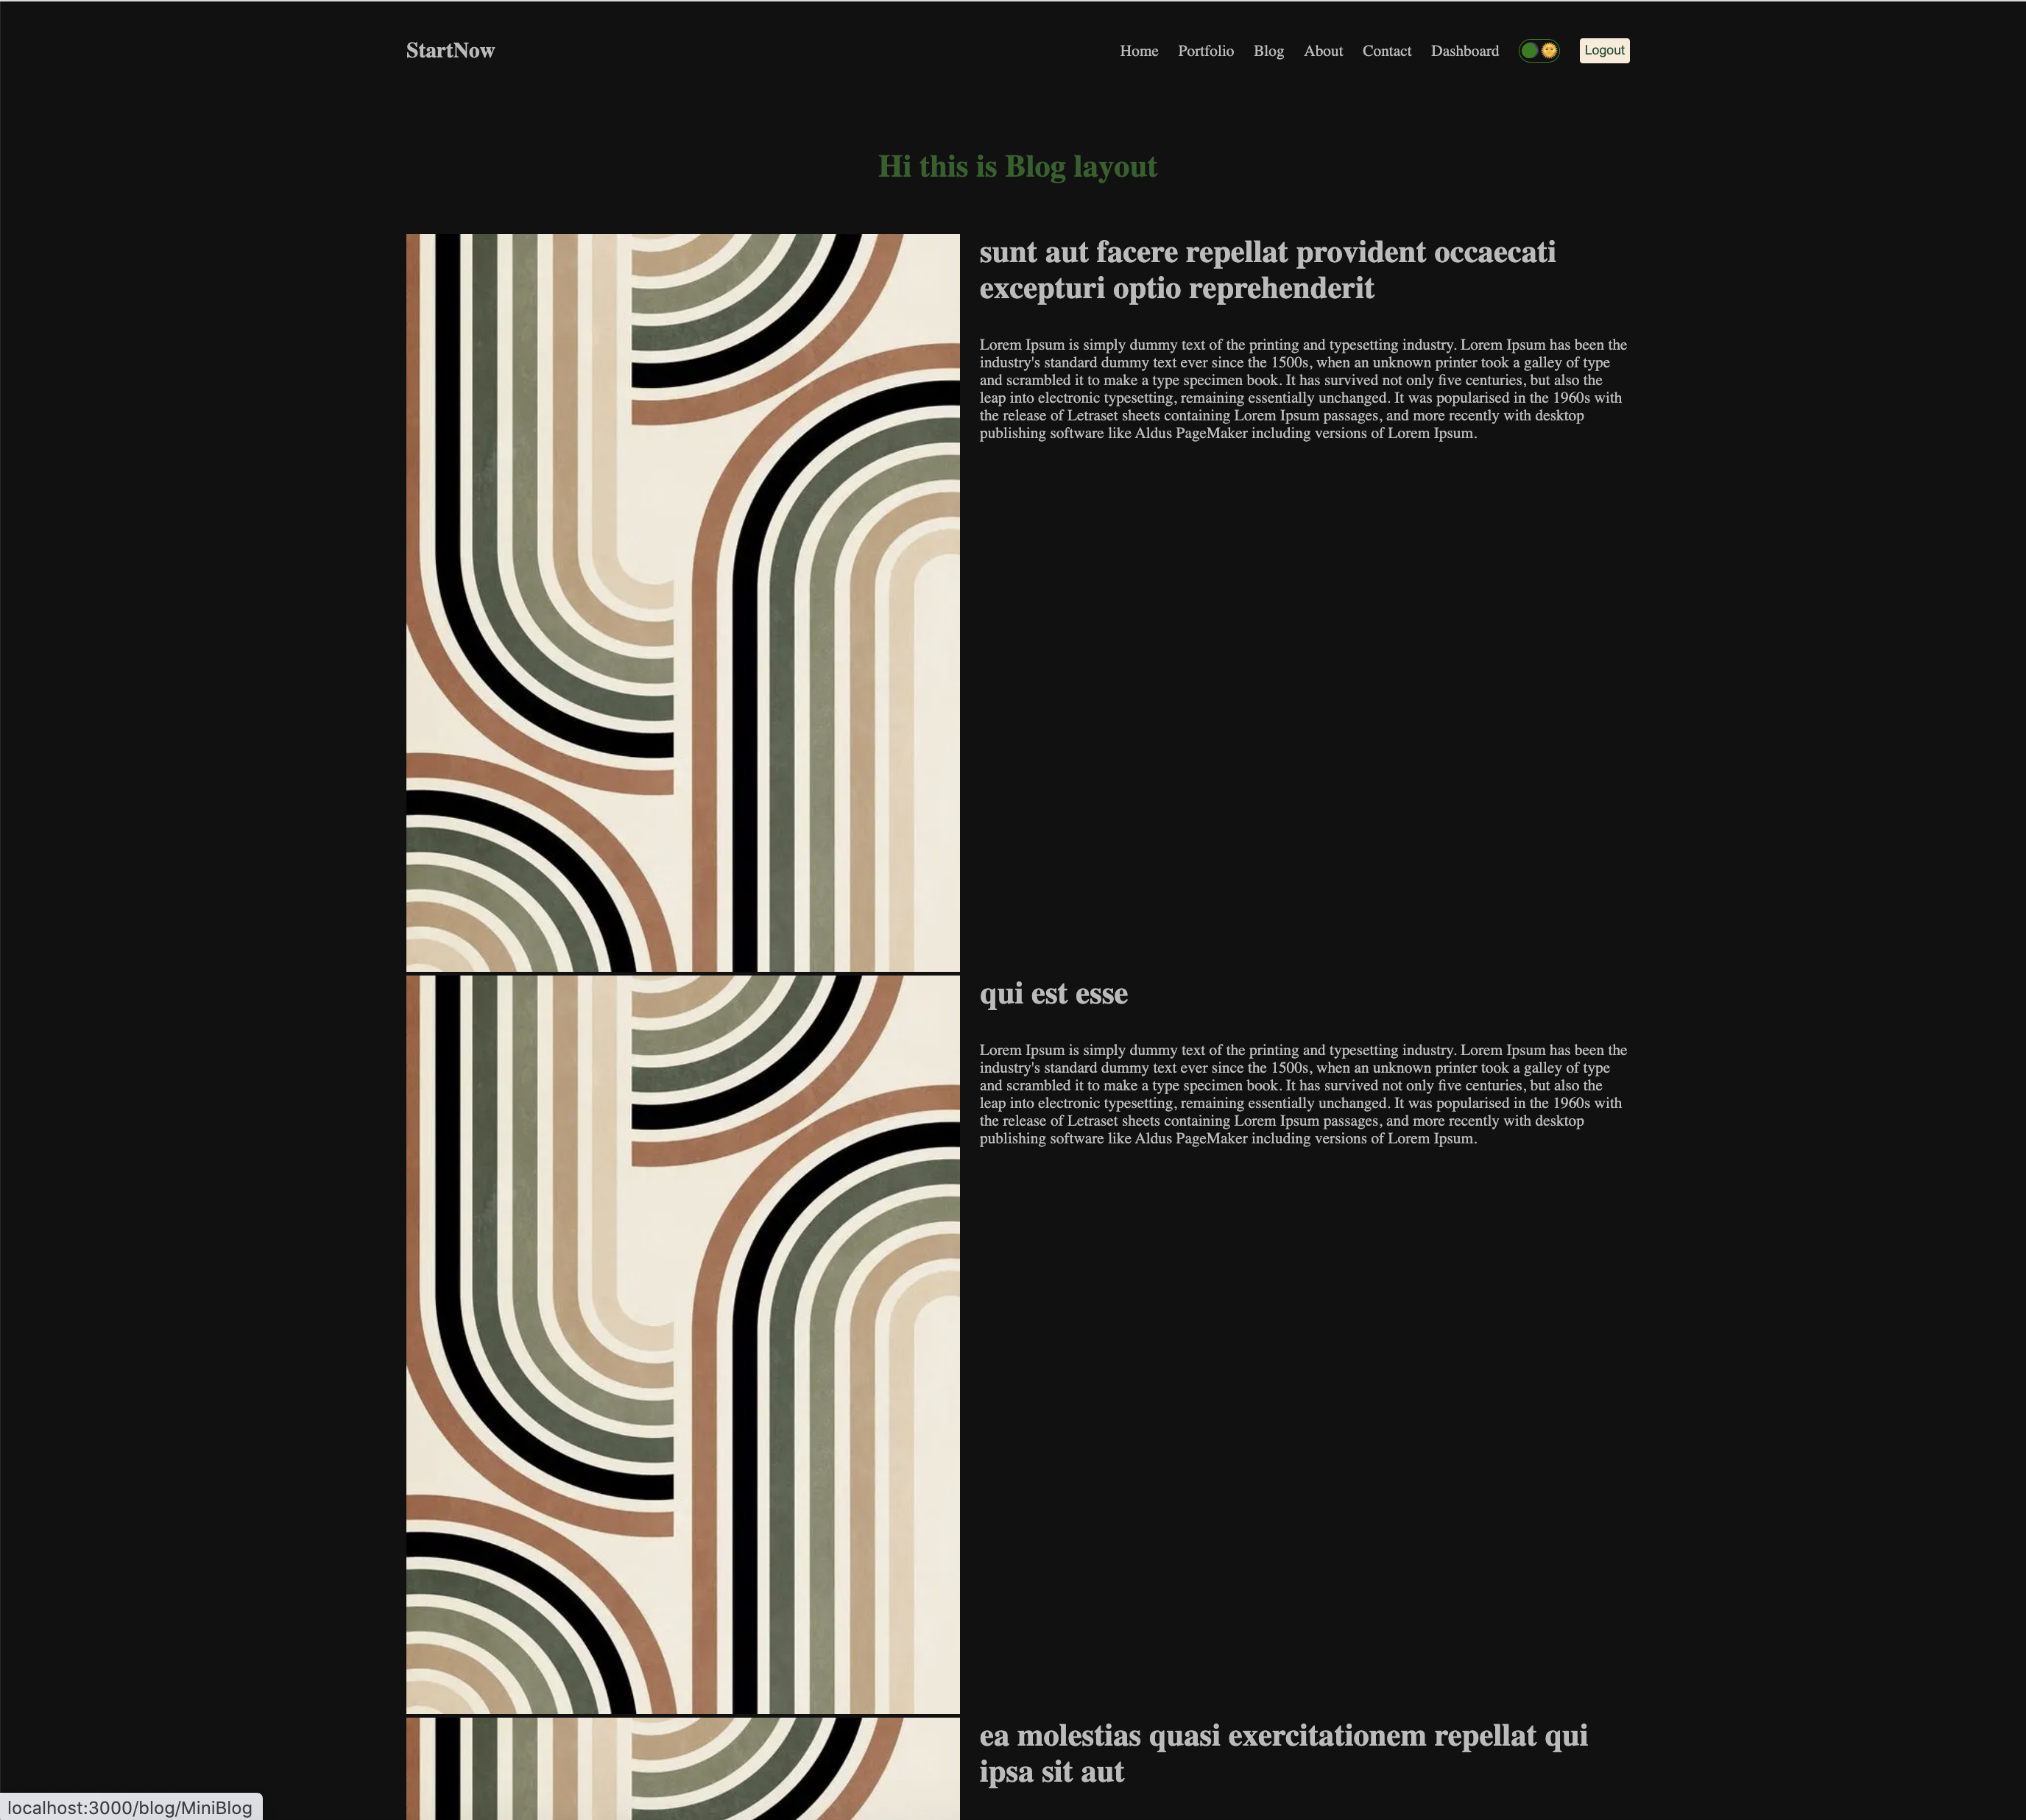 StartNow
Home Portfolio Blog About Contact Dashboard Logout
Hi this is Blog layout
sunt aut facere repellat provident occaecati
excepturi optio reprehenderit
Lorem Ipsum is simply dummy text of the printing and typesetting industry. Lorem Ipsum has been the
industry's standard dummy text ever since the 1500s, when an unknown printer took a galley of type
and scrambled it to make a type specimen book. It has survived not only five centuries, but also the
leap into electronic typesetting, remaining essentially unchanged. It was popularised in the 1960s with
the release of Letraset sheets containing Lorem Ipsum passages, and more recently with desktop
publishing software like Aldus PageMaker including versions of Lorem Ipsum.
qui est esse
Lorem Ipsum is simply dummy text of the printing and typesetting industry. Lorem Ipsum has been the
industry's standard dummy text ever since the 1500s, when an unknown printer took a galley of type
and scrambled it to make a type specimen book. It has survived not only five centuries, but also the
leap into electronic typesetting, remaining essentially unchanged. It was popularised in the 1960s with
the release of Letraset sheets containing Lorem Ipsum passages, and more recently with desktop
publishing software like Aldus PageMaker including versions of Lorem Ipsum.
ea molestias quasi exercitationem repellat qui
ipsa sit aut
localhost:3000/blog/MiniBlog